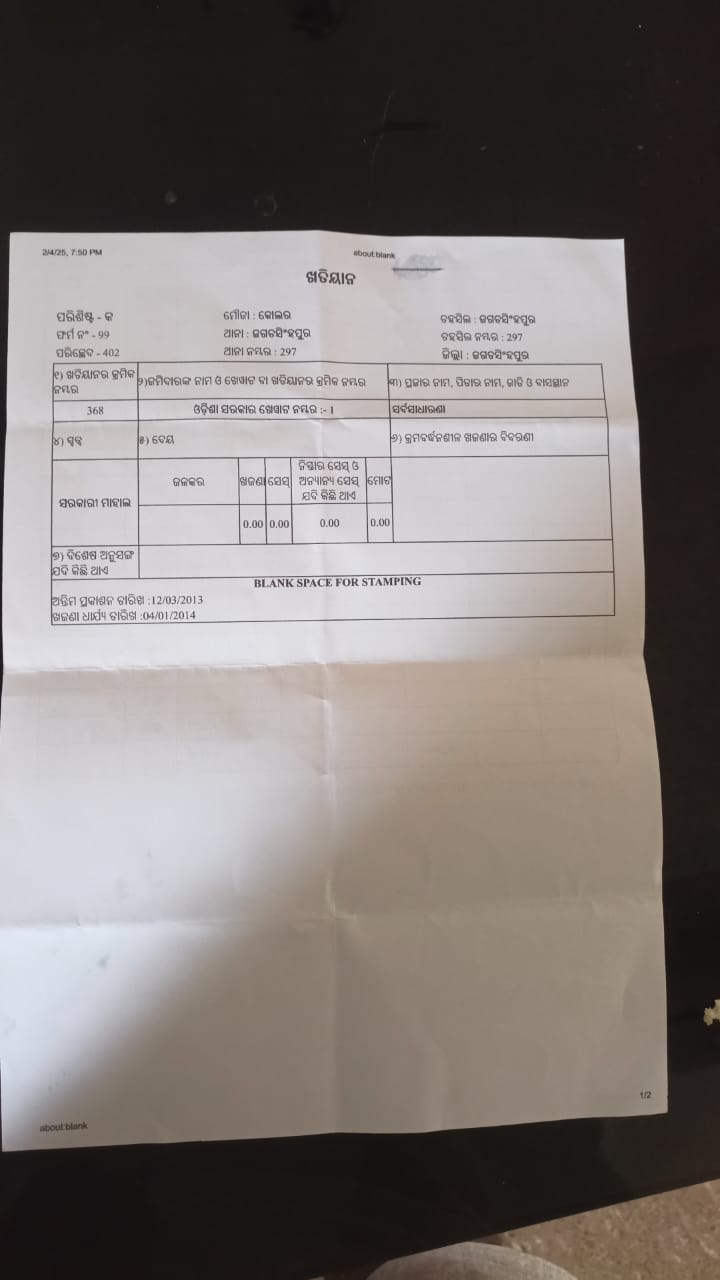 2/4/25, 7:50 PM
about:blank
ଖତିୟାନ
ପରିଶିଷ୍ଟ - କ
ମୌଜା : କୋଲର
ତହସିଲ : ଜଗତସିଂହପୁର
ଫର୍ମ ନଂ - 99
ଥାନା : ଜଗତସିଂହପୁର
ତହସିଲ ନମ୍ବର : 297
ପରିଚ୍ଛେଦ - 402
ଥାନା ନମ୍ବର : 297
ଜିଲ୍ଲା : ଜଗତସିଂହପୁର
୧) ଖତିୟାନର କ୍ରମିକ ନମ୍ବର
୨)ଜମିଦାରଙ୍କ ନାମ ଓ ଖେୱାଟ ବା ଖତିୟାନର କ୍ରମିକ ନମ୍ବର
୩) ପ୍ରଜାର ନାମ, ପିତାର ନାମ, ଜାତି ଓ ବାସସ୍ଥାନ
368
ଓଡ଼ିଶା ସରକାର ଖେୱାଟ ନମ୍ବର :- 1
ସର୍ବସାଧାରଣ
୪) ସ୍ବତ୍ବ
୫) ଦେୟ
୬) କ୍ରମବର୍ଦ୍ଧନଶୀଳ ଖଜଣାର ବିବରଣୀ
ସରକାରୀ ମାହାଲ
ଜଳକର
ଖଜଣା
ସେସ୍
ନିସ୍ତାର ସେସ୍ ଓ
ଅନ୍ୟାନ୍ୟ ସେସ୍
ଯଦି କିଛି ଥାଏ
ମୋଟ
0.00
0.00
0.00
0.00
୭) ବିଶେଷ ଅନୁସଙ୍ଗ
ଯଦି କିଛି ଥାଏ
BLANK SPACE FOR STAMPING
ଅନ୍ତିମ ପ୍ରକାଶନ ତାରିଖ :12/03/2013
ଖଜଣା ଧାର୍ଯ୍ୟ ତାରିଖ :04/01/2014
1/2
about:blank